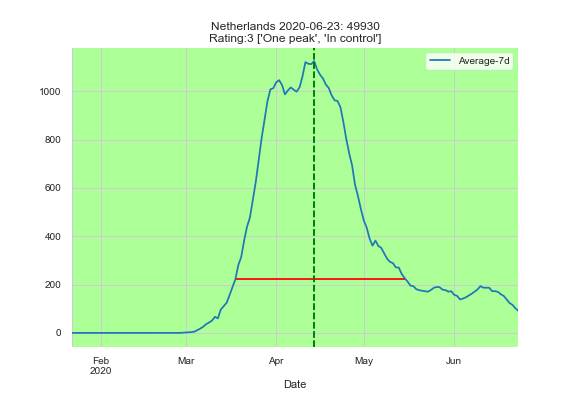 Netherlands 2020-06-23: 49930
Rating:3 ['One peak', 'In control']
Average-7d
1000
800
600
400
200
0
Feb
2020
Mar
Apr
May
Jun
Date